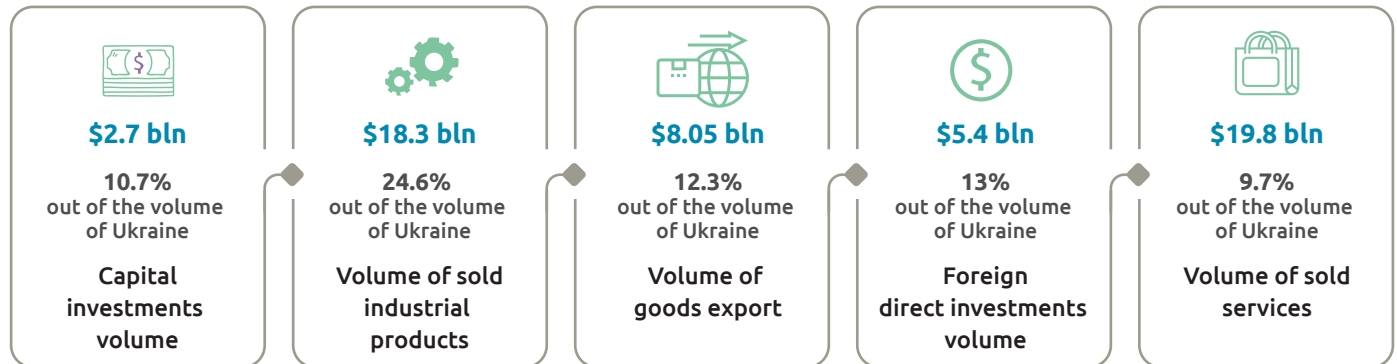 $2.7 bln
10.7%
out of the volume
of Ukraine
Capital
investments
volume
$18.3 bln
24.6%
out of the volume
of Ukraine
Volume of sold
industrial
products
$8.05 bln
12.3%
out of the volume
of Ukraine
Volume of
goods export
$
$5.4 bln
13%
out of the volume
of Ukraine
Foreign
direct investments
volume
$19.8 bln
9.7%
out of the volume
of Ukraine
Volume of sold
services